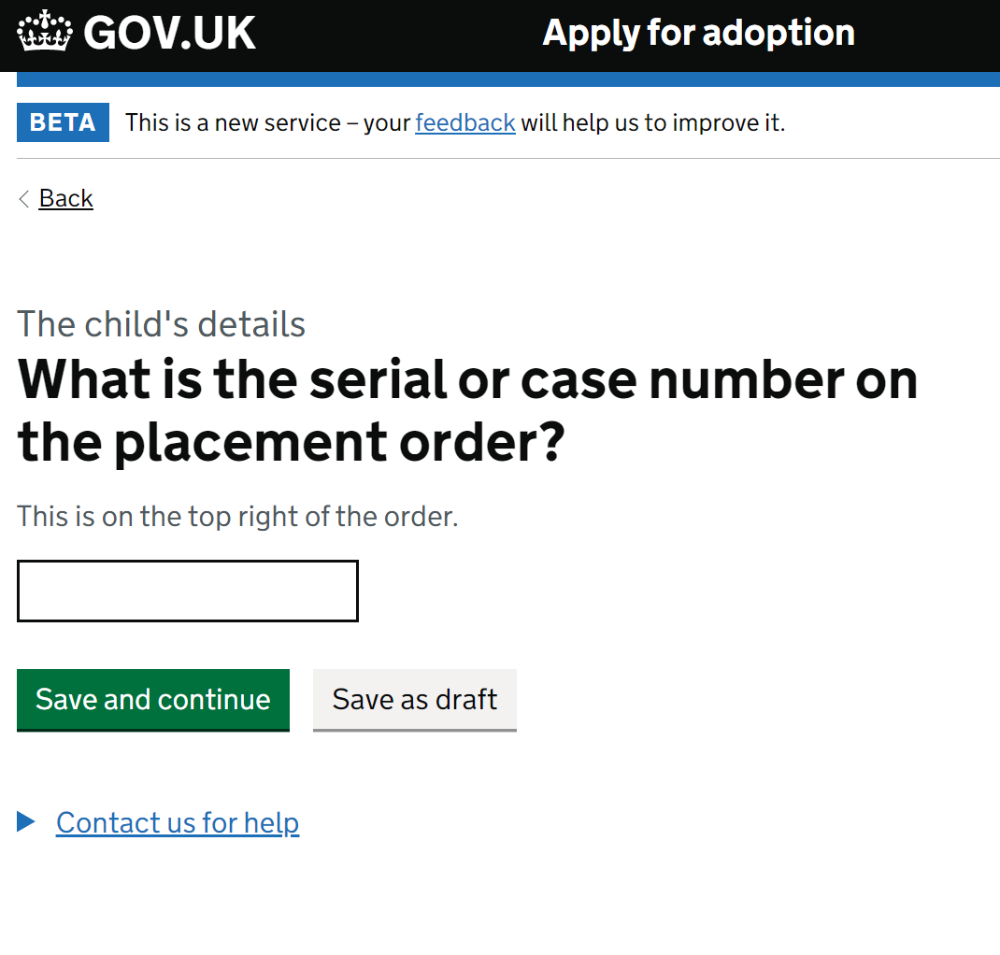 GOV.UK
Apply for adoption
BETA
This is a new service – your feedback will help us to improve it.
Back
The child's details
What is the serial or case number on
the placement order?
This is on the top right of the order.
Save and continue
Save as draft
Contact us for help